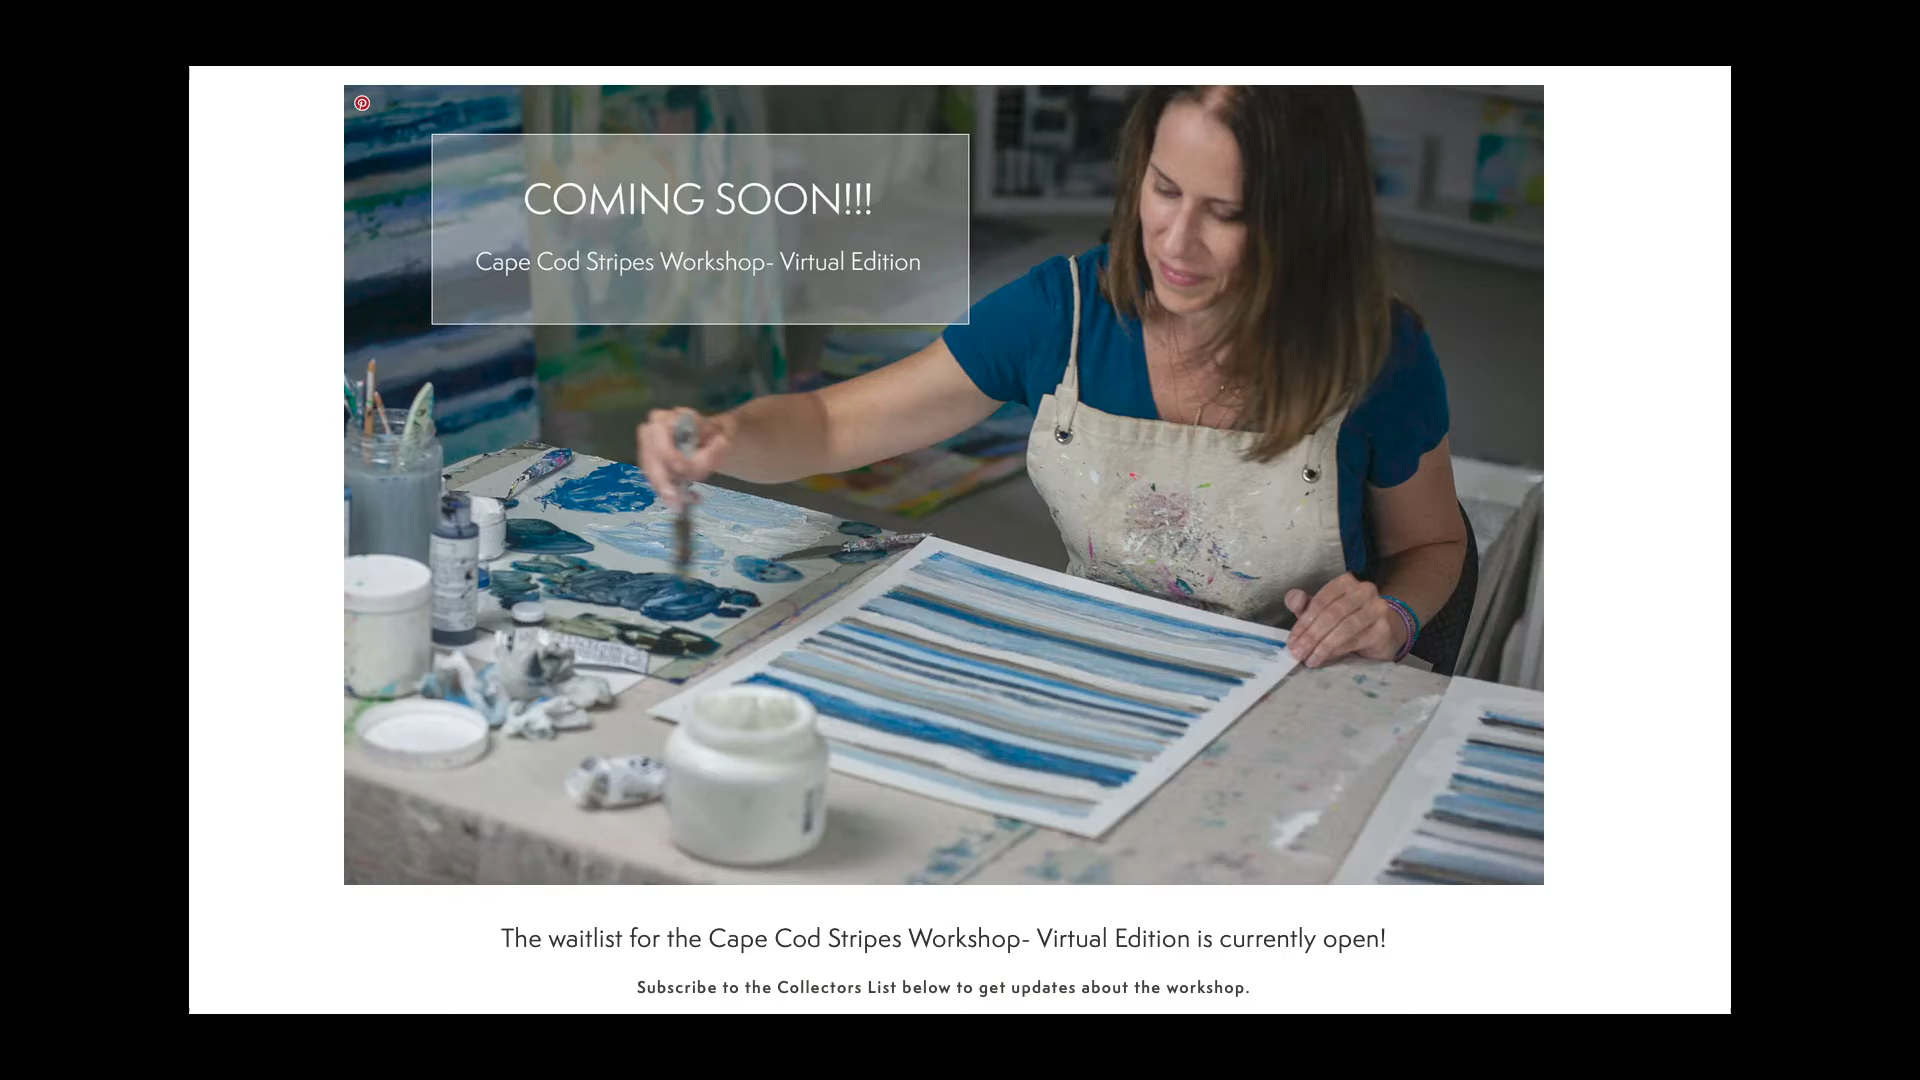 COMING SOON!!!
Cape Cod Stripes Workshop- Virtual Edition
The waitlist for the Cape Cod Stripes Workshop- Virtual Edition is currently open!
Subscribe to the Collectors List below to get updates about the workshop.